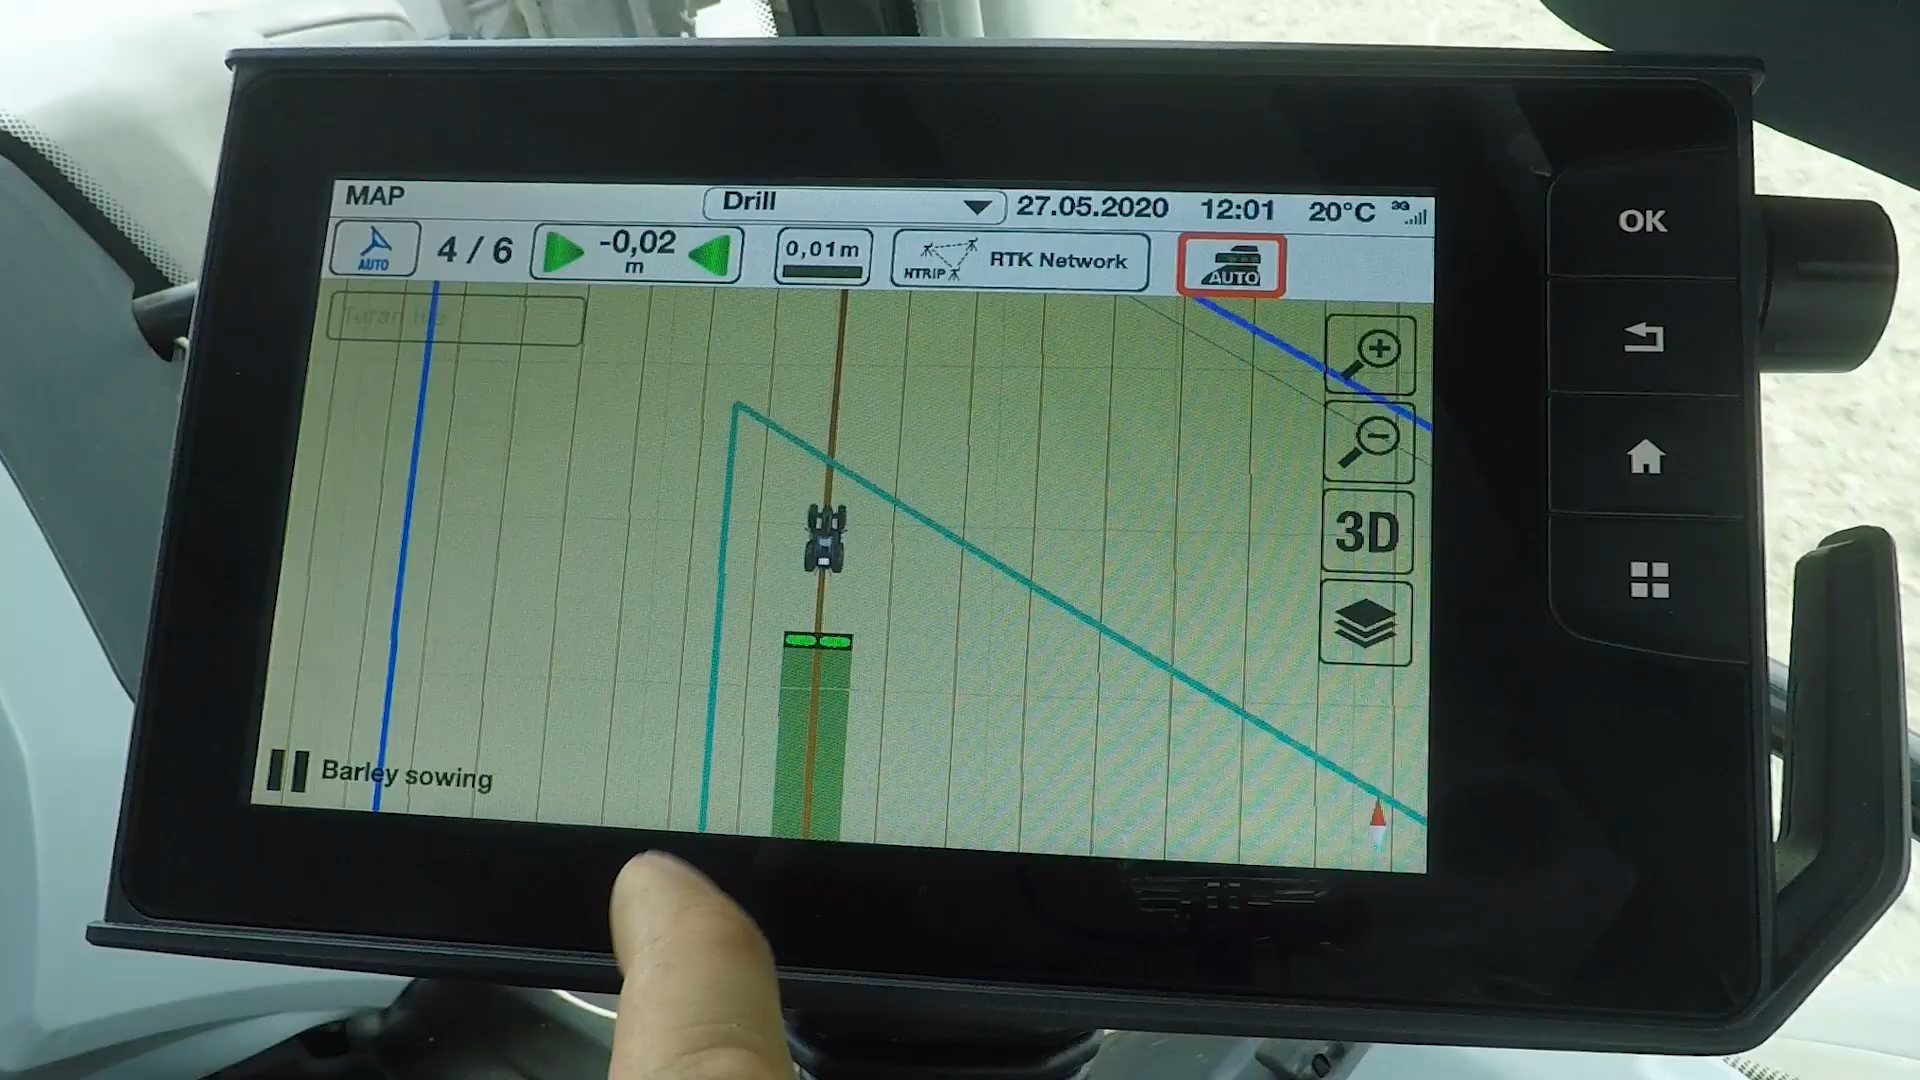 MAP
Drill
27.05.2020
12:01
20°C
3G
AUTO
4 / 6
-0,02
m
0,01m
NTRIP
RTK Network
AUTO
3D
Barley sowing
OK